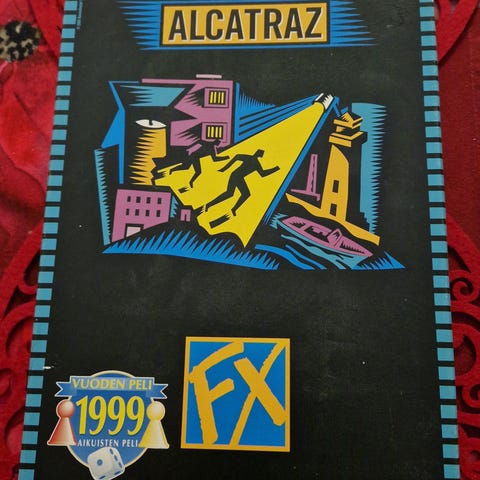 ALCATRAZ
FX
VUODEN PELI
1999
AIKUISTEN PELI